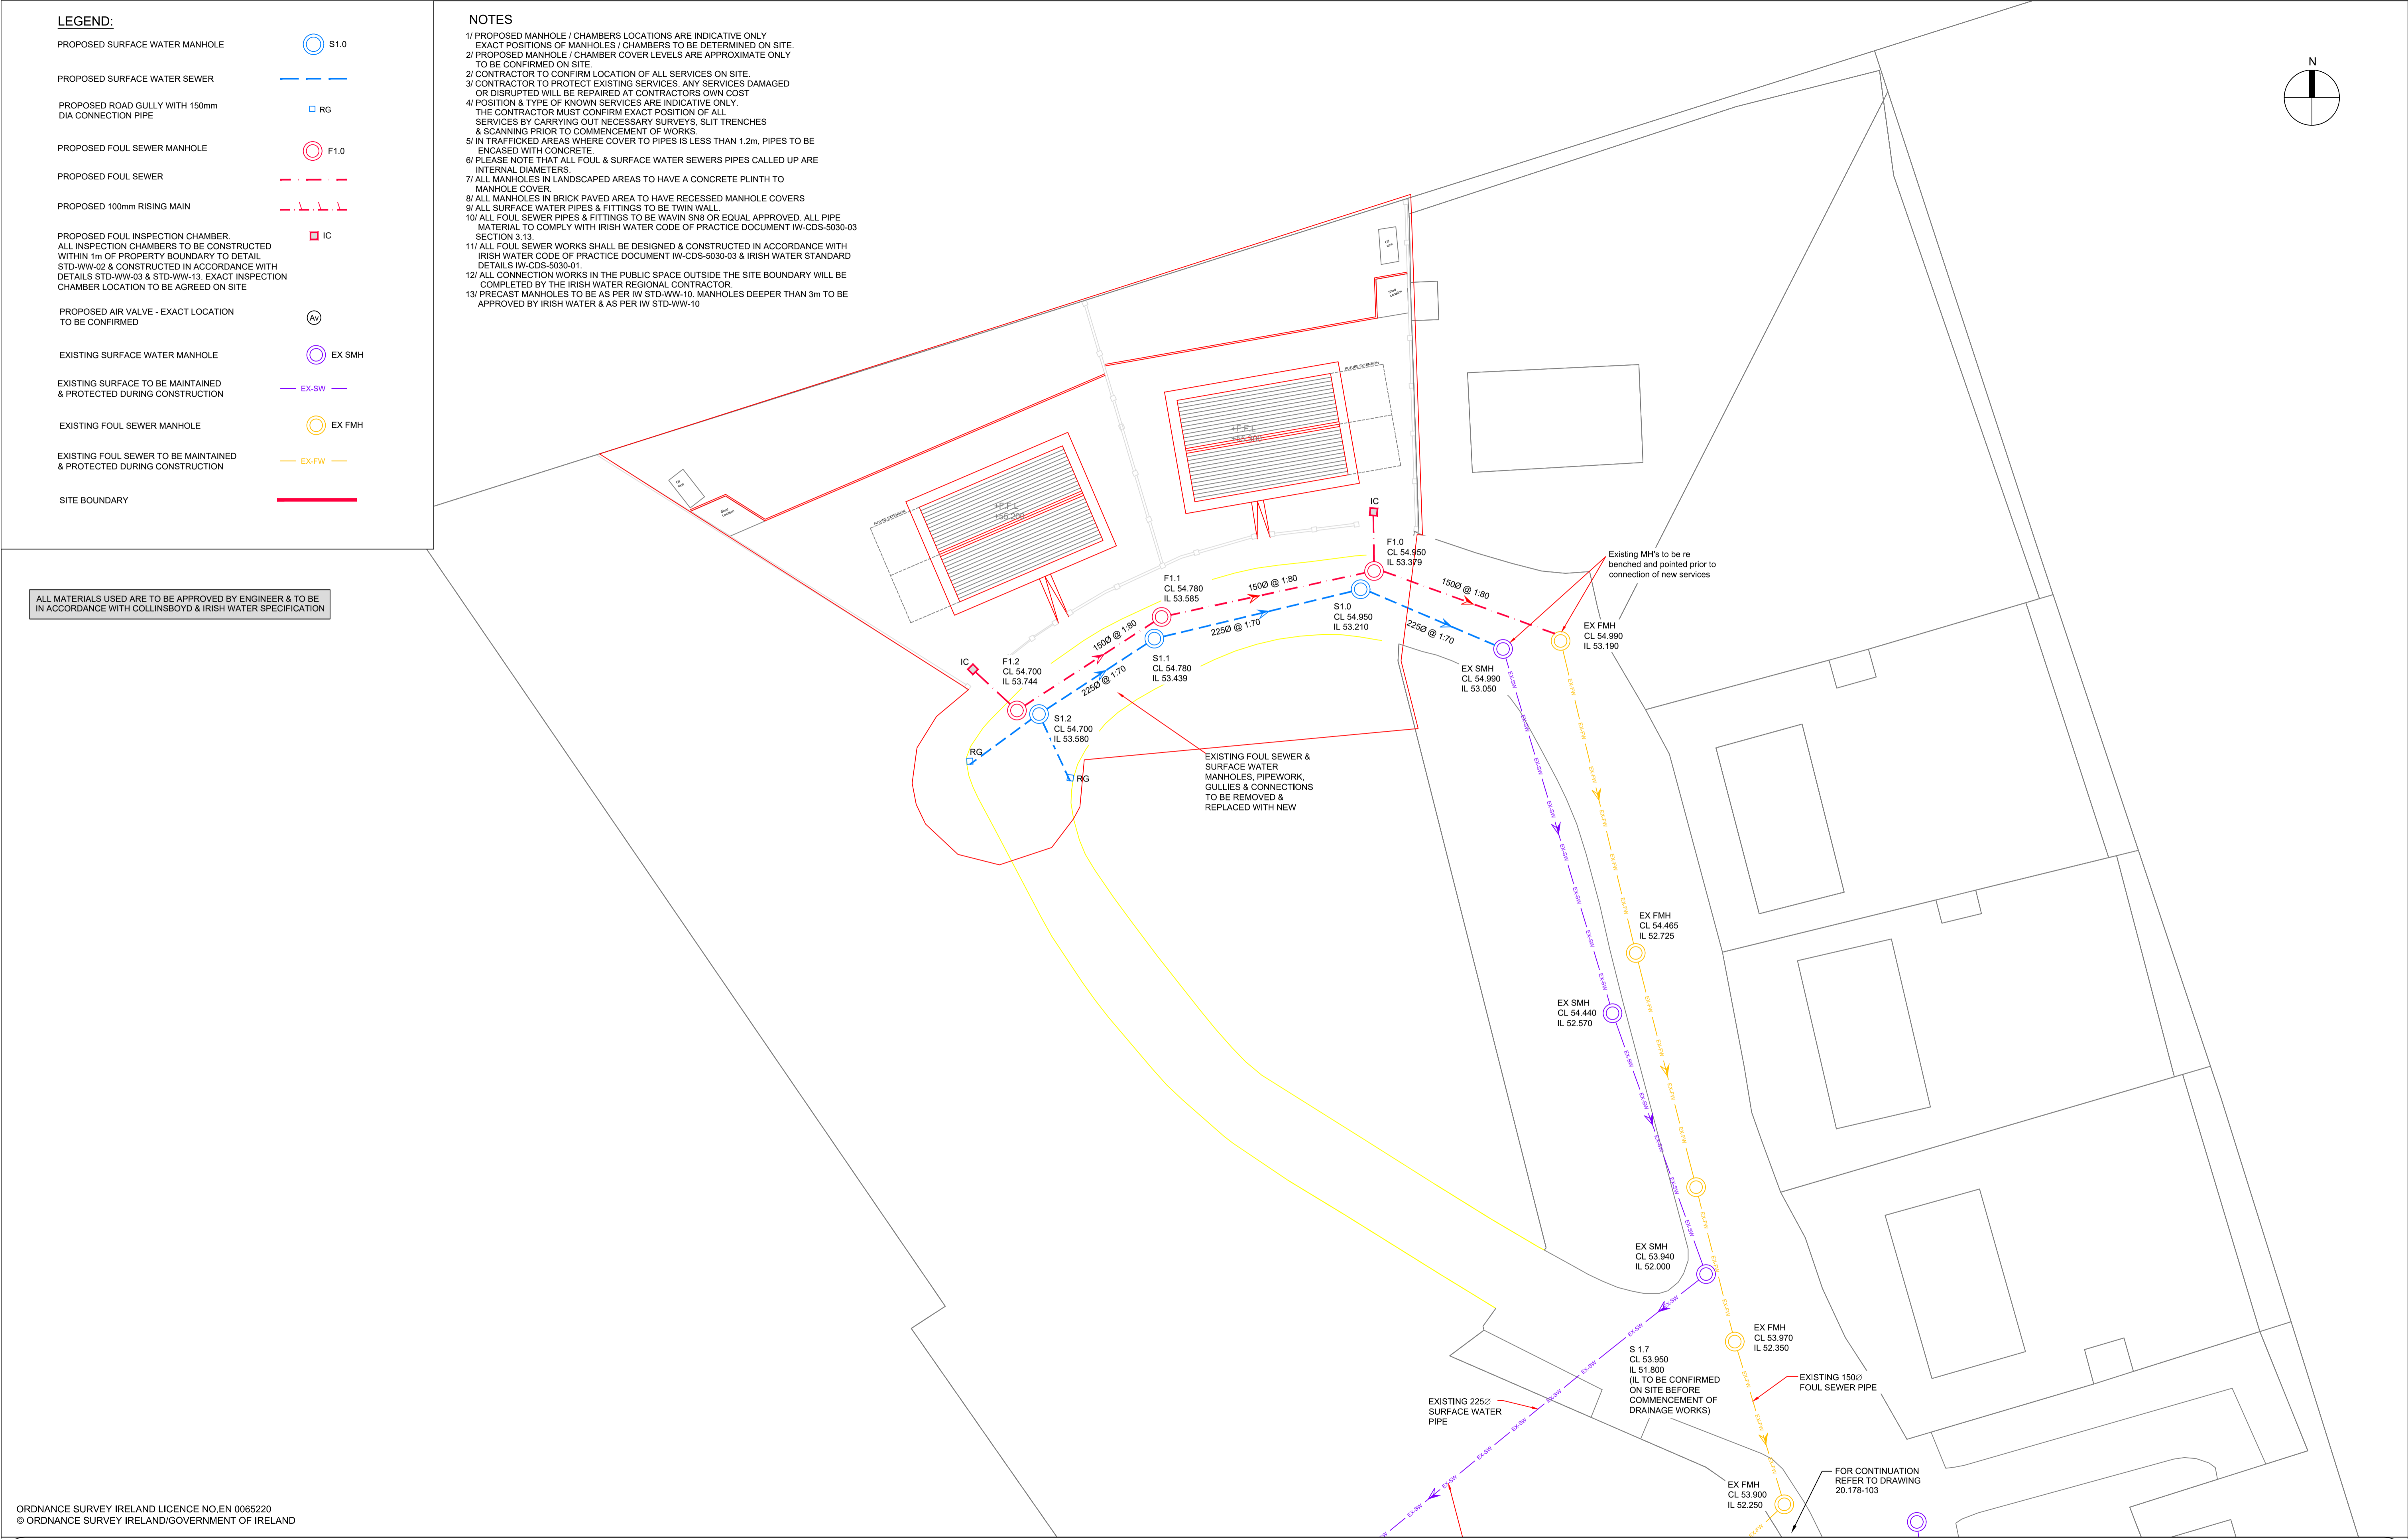 LEGEND:
PROPOSED SURFACE WATER MANHOLE
S1.0
PROPOSED SURFACE WATER SEWER
PROPOSED ROAD GULLY WITH 150mm
DIA CONNECTION PIPE
RG
PROPOSED FOUL SEWER MANHOLE
F1.0
PROPOSED FOUL SEWER
PROPOSED 100mm RISING MAIN
PROPOSED FOUL INSPECTION CHAMBER.
ALL INSPECTION CHAMBERS TO BE CONSTRUCTED
WITHIN 1m OF PROPERTY BOUNDARY TO DETAIL
STD-WW-02 & CONSTRUCTED IN ACCORDANCE WITH
DETAILS STD-WW-03 & STD-WW-13. EXACT INSPECTION
CHAMBER LOCATION TO BE AGREED ON SITE
IC
PROPOSED AIR VALVE - EXACT LOCATION
TO BE CONFIRMED
Av
EXISTING SURFACE WATER MANHOLE
EX SMH
EXISTING SURFACE TO BE MAINTAINED
& PROTECTED DURING CONSTRUCTION
EX-SW
EXISTING FOUL SEWER MANHOLE
EX FMH
EXISTING FOUL SEWER TO BE MAINTAINED
& PROTECTED DURING CONSTRUCTION
EX-FW
SITE BOUNDARY
ALL MATERIALS USED ARE TO BE APPROVED BY ENGINEER & TO BE
IN ACCORDANCE WITH COLLINSBOYD & IRISH WATER SPECIFICATION
NOTES
1/ PROPOSED MANHOLE / CHAMBERS LOCATIONS ARE INDICATIVE ONLY
EXACT POSITIONS OF MANHOLES / CHAMBERS TO BE DETERMINED ON SITE.
2/ PROPOSED MANHOLE / CHAMBER COVER LEVELS ARE APPROXIMATE ONLY
TO BE CONFIRMED ON SITE.
2/ CONTRACTOR TO CONFIRM LOCATION OF ALL SERVICES ON SITE.
3/ CONTRACTOR TO PROTECT EXISTING SERVICES. ANY SERVICES DAMAGED
OR DISRUPTED WILL BE REPAIRED AT CONTRACTORS OWN COST
4/ POSITION & TYPE OF KNOWN SERVICES ARE INDICATIVE ONLY.
THE CONTRACTOR MUST CONFIRM EXACT POSITION OF ALL
SERVICES BY CARRYING OUT NECESSARY SURVEYS, SLIT TRENCHES
& SCANNING PRIOR TO COMMENCEMENT OF WORKS.
5/ IN TRAFFICKED AREAS WHERE COVER TO PIPES IS LESS THAN 1.2m, PIPES TO BE
ENCASED WITH CONCRETE.
6/ PLEASE NOTE THAT ALL FOUL & SURFACE WATER SEWERS PIPES CALLED UP ARE
INTERNAL DIAMETERS.
7/ ALL MANHOLES IN LANDSCAPED AREAS TO HAVE A CONCRETE PLINTH TO
MANHOLE COVER.
8/ ALL MANHOLES IN BRICK PAVED AREA TO HAVE RECESSED MANHOLE COVERS
9/ ALL SURFACE WATER PIPES & FITTINGS TO BE TWIN WALL.
10/ ALL FOUL SEWER PIPES & FITTINGS TO BE WAVIN SN8 OR EQUAL APPROVED. ALL PIPE
MATERIAL TO COMPLY WITH IRISH WATER CODE OF PRACTICE DOCUMENT IW-CDS-5030-03
SECTION 3.13.
11/ ALL FOUL SEWER WORKS SHALL BE DESIGNED & CONSTRUCTED IN ACCORDANCE WITH
IRISH WATER CODE OF PRACTICE DOCUMENT IW-CDS-5030-03 & IRISH WATER STANDARD
DETAILS IW-CDS-5030-01.
12/ ALL CONNECTION WORKS IN THE PUBLIC SPACE OUTSIDE THE SITE BOUNDARY WILL BE
COMPLETED BY THE IRISH WATER REGIONAL CONTRACTOR.
13/ PRECAST MANHOLES TO BE AS PER IW STD-WW-10. MANHOLES DEEPER THAN 3m TO BE
APPROVED BY IRISH WATER & AS PER IW STD-WW-10
N
Shed
Location
FUTURE EXTENSION
+F.F.L
+55.300
Shed
Location
FUTURE EXTENSION
+F.F.L
+55.200
IC
F1.0
CL 54.950
IL 53.379
150Ø @ 1:80
Existing MH's to be re
benched and pointed prior to
connection of new services
F1.1
CL 54.780
IL 53.585
150Ø @ 1:80
S1.0
CL 54.950
IL 53.210
225Ø @ 1:70
225Ø @ 1:70
EX FMH
CL 54.990
IL 53.190
EX SMH
CL 54.990
IL 53.050
150Ø @ 1:80
S1.1
CL 54.780
IL 53.439
225Ø @ 1:70
IC
F1.2
CL 54.700
IL 53.744
S1.2
CL 54.700
IL 53.580
RG
RG
EXISTING FOUL SEWER &
SURFACE WATER
MANHOLES, PIPEWORK,
GULLIES & CONNECTIONS
TO BE REMOVED &
REPLACED WITH NEW
EX FMH
CL 54.465
IL 52.725
EX SMH
CL 54.440
IL 52.570
EX SMH
CL 53.940
IL 52.000
EX FMH
CL 53.970
IL 52.350
S 1.7
CL 53.950
IL 51.800
(IL TO BE CONFIRMED
ON SITE BEFORE
COMMENCEMENT OF
DRAINAGE WORKS)
EXISTING 150Ø
FOUL SEWER PIPE
EXISTING 225Ø
SURFACE WATER
PIPE
EX FMH
CL 53.900
IL 52.250
FOR CONTINUATION
REFER TO DRAWING
20.178-103
ORDNANCE SURVEY IRELAND LICENCE NO.EN 0065220
© ORDNANCE SURVEY IRELAND/GOVERNMENT OF IRELAND